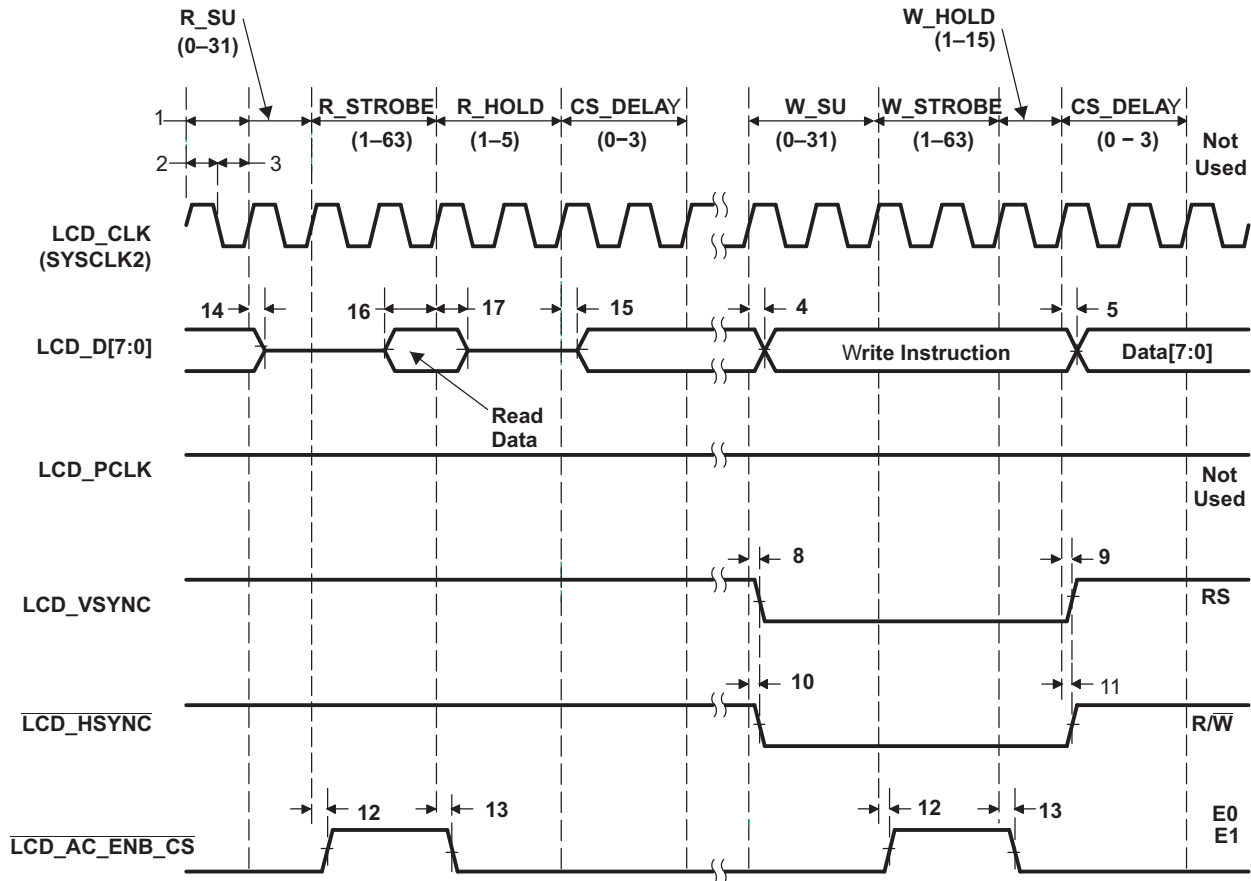 R_SU
(0–31)
W_HOLD
(1–15)
1
R_STROBE
R_HOLD
CS_DELAY
W_SU
W_STROBE
CS_DELAY
(1–63)
(1–5)
(0–3)
(0–31)
(1–63)
(0 – 3)
Not
Used
2
3
LCD_CLK
(SYSCLK2)
14
16
17
15
4
5
LCD_D[7:0]
Write Instruction
Data[7:0]
Read
Data
LCD_PCLK
Not
Used
8
9
LCD_VSYNC
RS
10
11
LCD_HSYNC
R/W
12
13
12
13
E0
E1
LCD_AC_ENB_CS